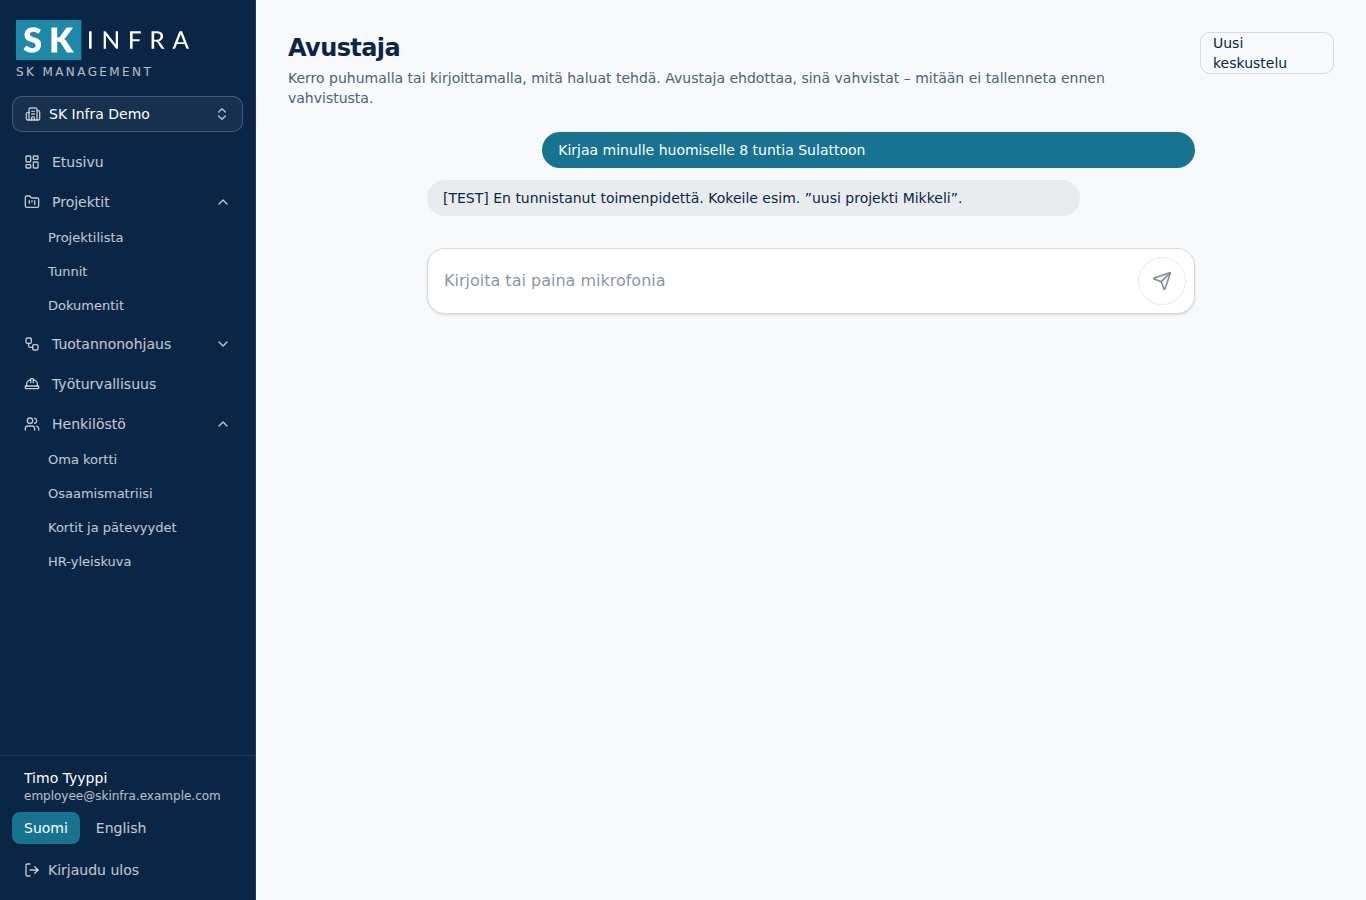 SK INFRA
SK MANAGEMENT
SK Infra Demo
Etusivu
Projektit
Projektilista
Tunnit
Dokumentit
Tuotannonohjaus
Työturvallisuus
Henkilöstö
Oma kortti
Osaamismatriisi
Kortit ja pätevyydet
HR-yleiskuva
Timo Tyyppi
employee@skinfra.example.com
Suomi English
Kirjaudu ulos
Avustaja
Kerro puhumalla tai kirjoittamalla, mitä haluat tehdä. Avustaja ehdottaa, sinä vahvistat – mitään ei tallenneta ennen
vahvistusta.
Uusi
keskustelu
Kirjaa minulle huomiselle 8 tuntia Sulattoon
[TEST] En tunnistanut toimenpidettä. Kokeile esim. ”uusi projekti Mikkeli”.
Kirjoita tai paina mikrofonia